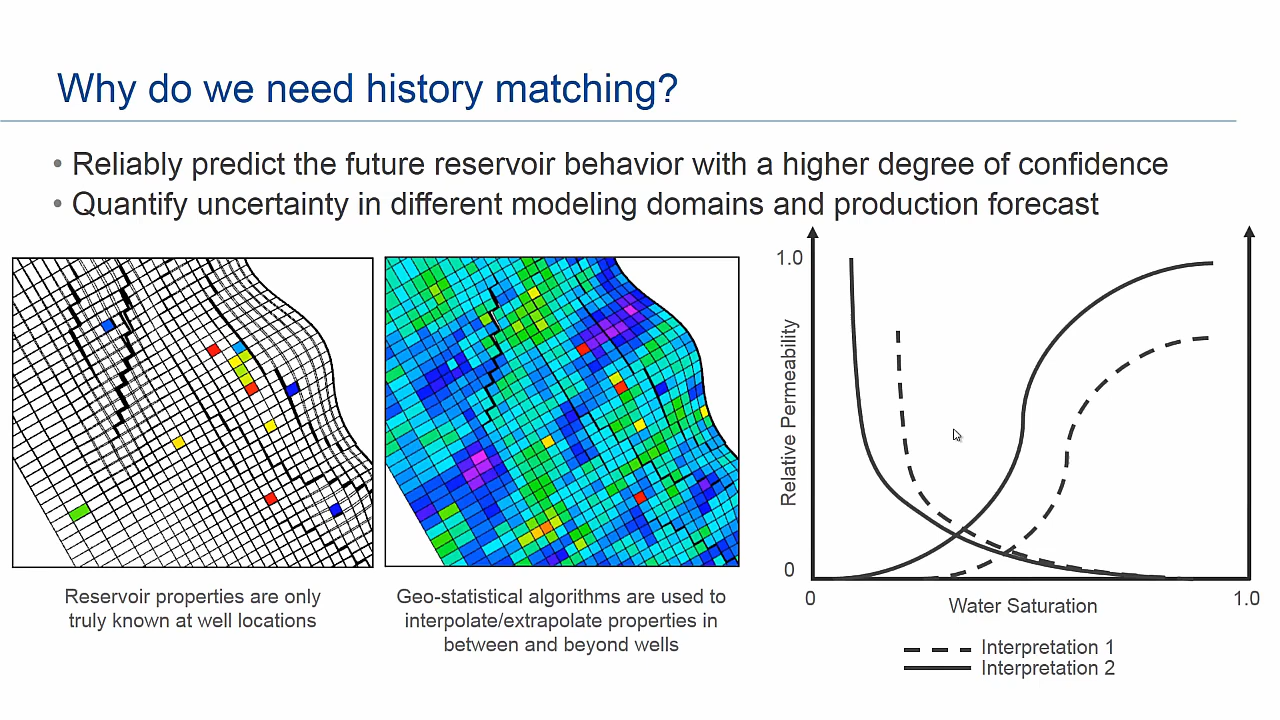 Why do we need history matching?
• Reliably predict the future reservoir behavior with a higher degree of confidence
• Quantify uncertainty in different modeling domains and production forecast
Reservoir properties are only
truly known at well locations
Geo-statistical algorithms are used to
interpolate/extrapolate properties in
between and beyond wells
1.0
Relative Permeability
0
0
Water Saturation
1.0
Interpretation 1
Interpretation 2